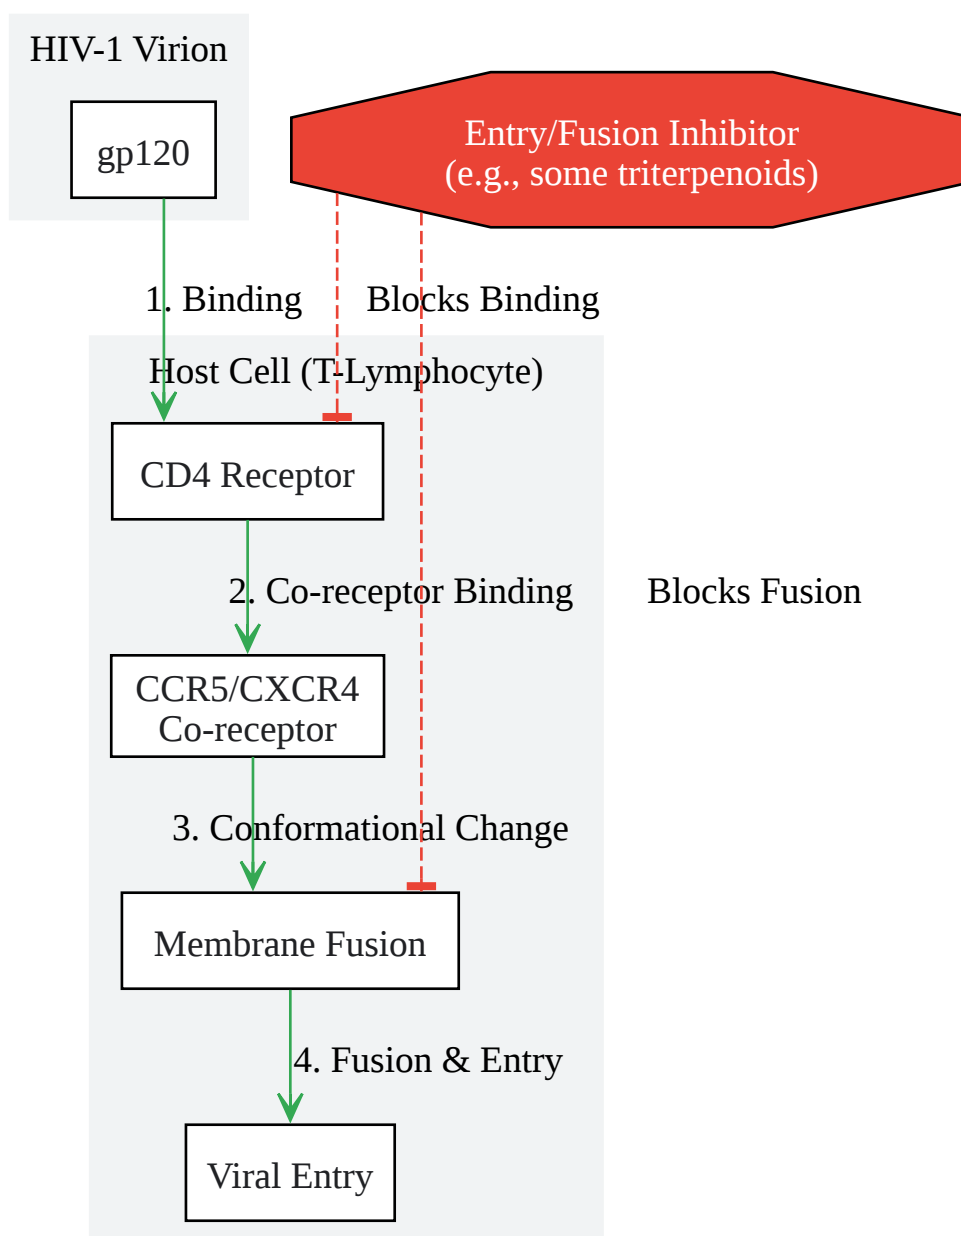 HIV-1 Virion
gp120
Entry/Fusion Inhibitor
(e.g., some triterpenoids)
1. Binding
Blocks Binding
Host Cell (T-Lymphocyte)
CD4 Receptor
2. Co-receptor Binding
Blocks Fusion
CCR5/CXCR4
Co-receptor
3. Conformational Change
Membrane Fusion
4. Fusion & Entry
Viral Entry